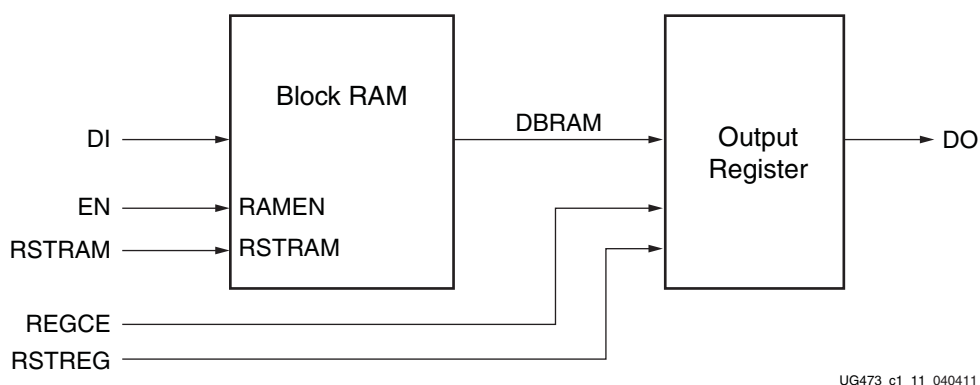 Block RAM
DI
DBRAM
Output
Register
DO
EN
RAMEN
RSTRAM
RSTRAM
REGCE
RSTREG
UG473_c1_11_040411